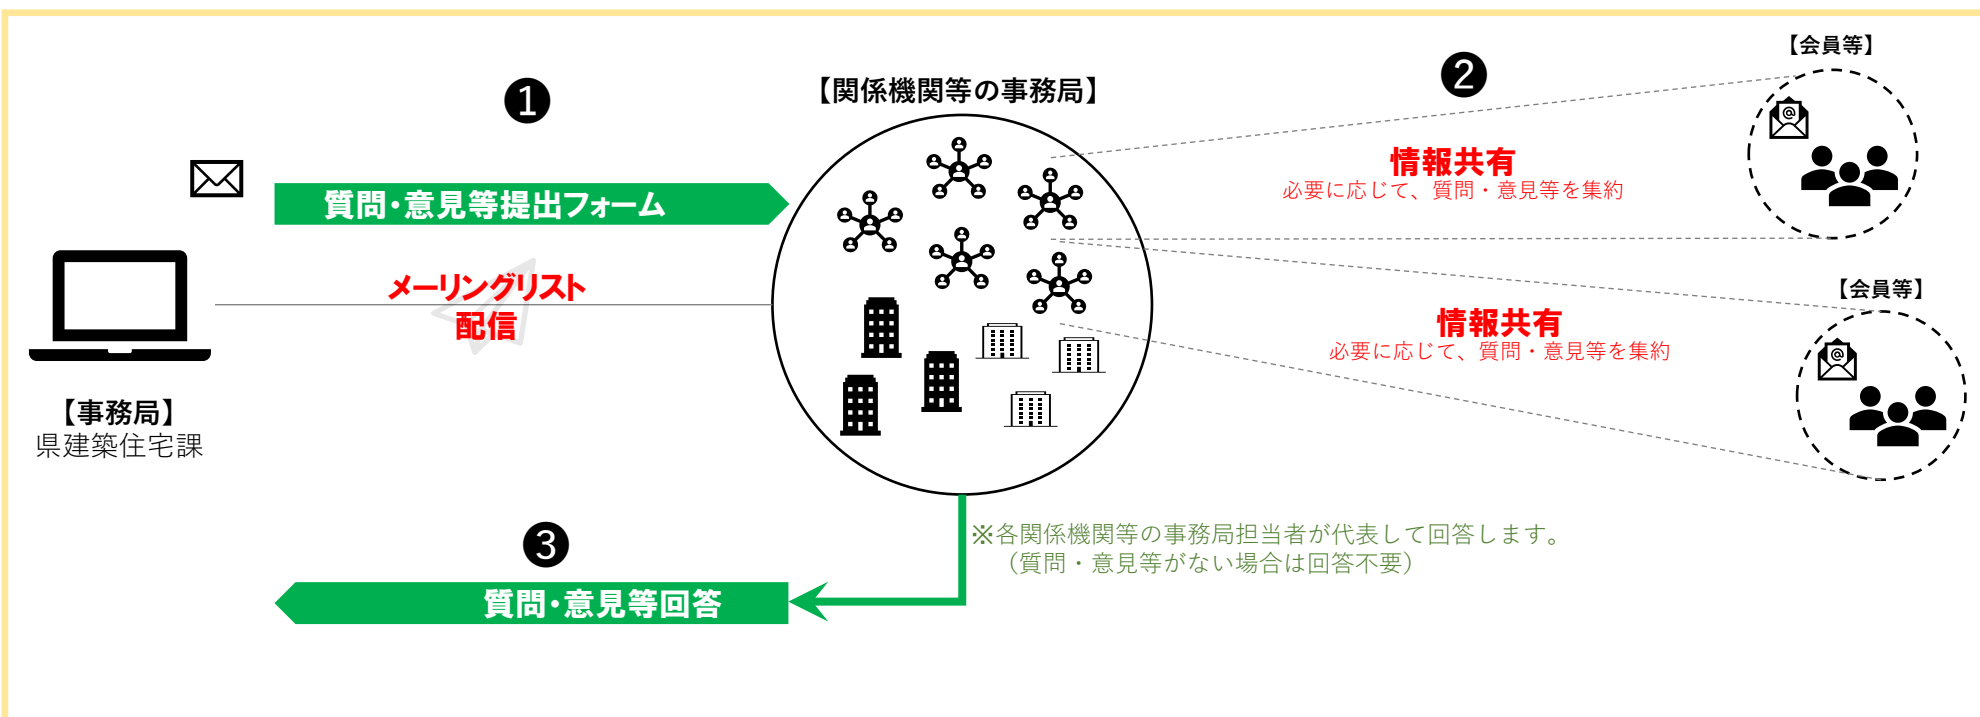 ❶
質問・意見等提出フォーム
メーリングリスト
配信
【事務局】
県建築住宅課
【関係機関等の事務局】
❷
【会員等】
@
情報共有
必要に応じて、質問・意見等を集約
【会員等】
@
情報共有
必要に応じて、質問・意見等を集約
❸
質問・意見等回答
※各関係機関等の事務局担当者が代表して回答します。
（質問・意見等がない場合は回答不要）